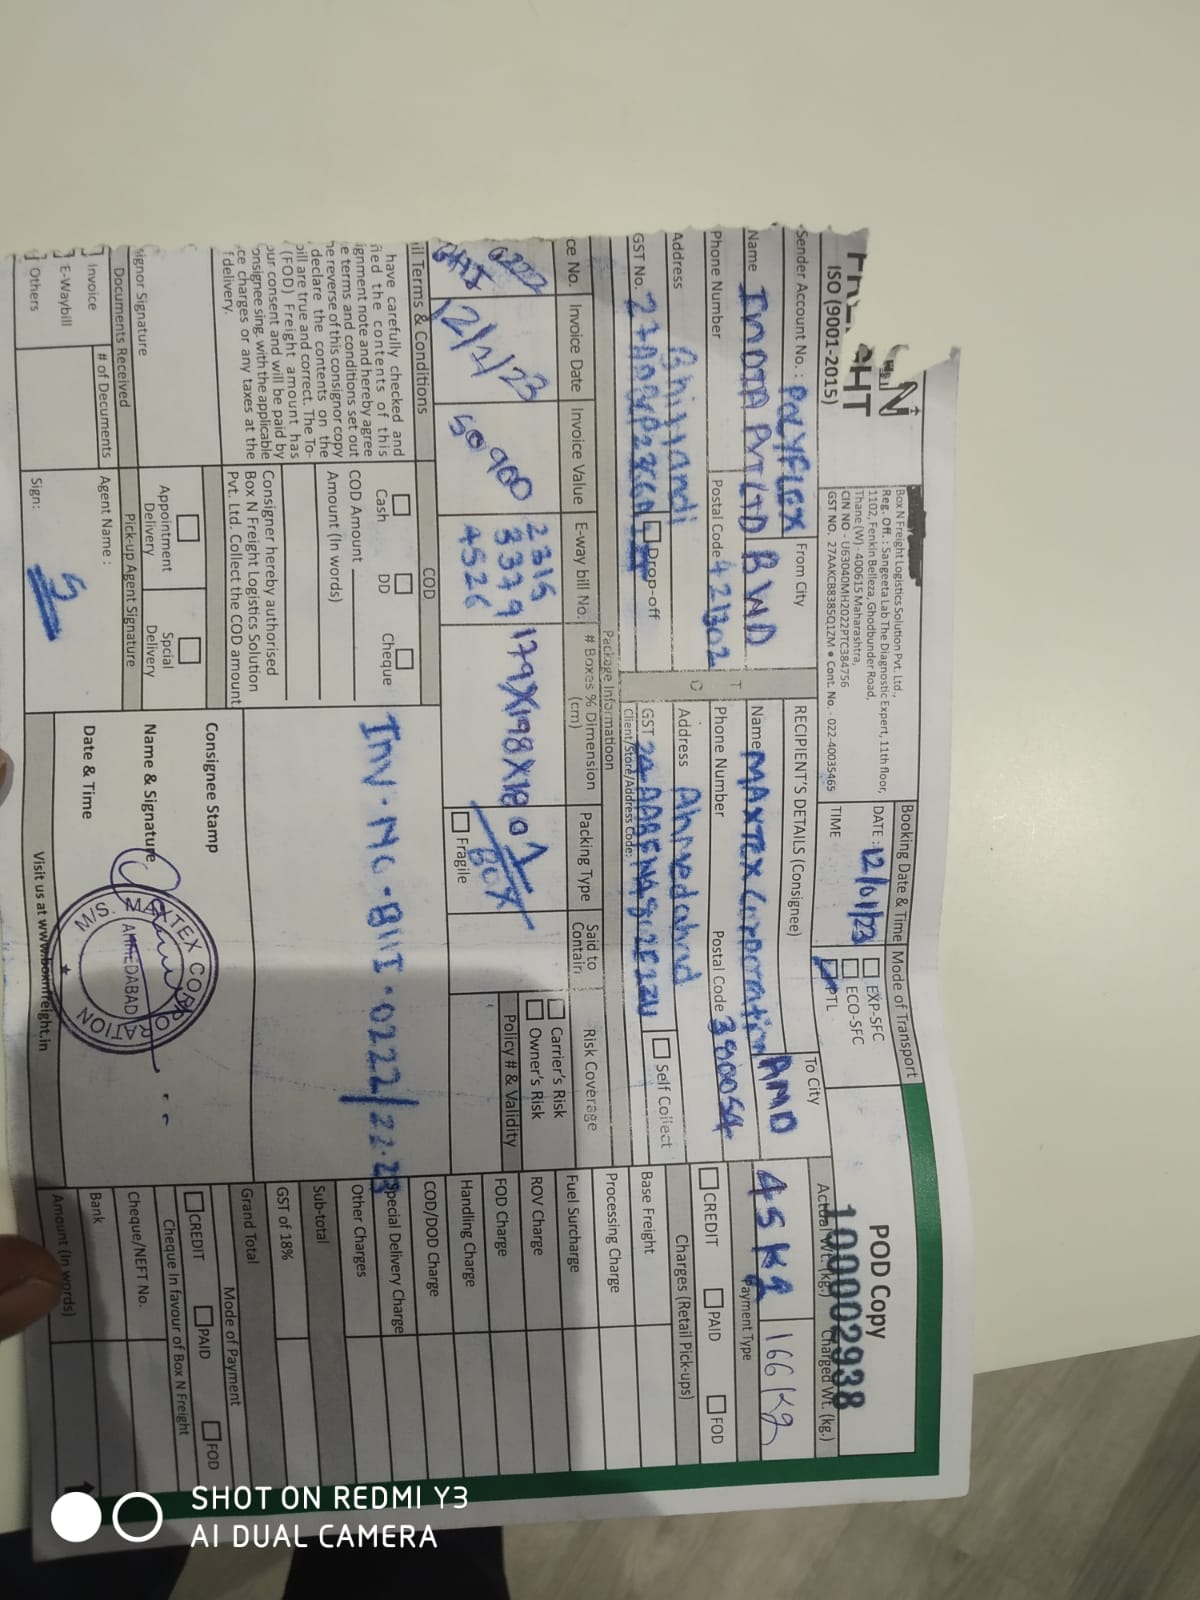 POD Copy
100002938
GHT
ISO (9001-2015)
Box N Freight Logistics Solution Pvt. Ltd.,
Reg. Off. : Sangeeta Lab The Diagnostic Expert, 11th floor,
1102, Fenkin Belleza, Ghodbunder Road,
Thane (W) - 400615 Maharashtra,
CIN NO - U63040MH2022PTC384756
GST NO. 27AAKCB8385Q1ZM • Cont. No. - 022-40035465
Booking Date & Time
DATE : 12/01/23
TIME
Mode of Transport
EXP-SFC
ECO-SFC
PTL
Actual Wt. (kg.)
Charged Wt. (kg.)
45 Kg
166 Kg
Sender Account No. : POLYFLEX
From City
BWD
Name INOTA PVT LTD
Phone Number
Postal Code 421302
Address Bhiwandi
GST No.
Drop-off
RECIPIENT'S DETAILS (Consignee)
To City
AMD
Name MAXTEX Corporation
Phone Number
Postal Code 380054
Address Ahmedabad
GST
Self Collect
Client/Store/Address Code:
Payment Type
CREDIT
PAID
FOD
Charges (Retail Pick-ups)
Base Freight
Processing Charge
Fuel Surcharge
ROV Charge
FOD Charge
Handling Charge
COD/DOD Charge
Special Delivery Charge
Other Charges
Sub-total
GST of 18%
Grand Total
Package Informatioon
ce No.
Invoice Date
Invoice Value
E-way bill No.
# Boxes % Dimension (cm)
Packing Type
Said to Contain
Risk Coverage
0222
12/1/23
50900
2315
3379
4526
179X198X18
01
BOX
Fragile
Carrier's Risk
Owner's Risk
Policy # & Validity
il Terms & Conditions
have carefully checked and
the contents of this
ignment note and hereby agree
e terms and conditions set out
he reverse of this consignor copy
declare the contents on the
bill are true and correct. The To-
(FOD) Freight amount has
our consent and will be paid by
onsignee sing with the applicable
ce charges or any taxes at the
f delivery.
COD
Cash
DD
Cheque
COD Amount
Amount (In words)
Consigner hereby authorised
Box N Freight Logistics Solution
Pvt. Ltd. Collect the COD amount
INV. NO - BWI - 0222/22-23
Appointment Delivery
Spcial Delivery
ignor Signature
Pick-up Agent Signature
Documents Received
# of Decuments
Invoice
E-Waybill
Others
Agent Name :
Sign:
Consignee Stamp
Name & Signature
Date & Time
M/S. MAXTEX CORPORATION
AHMEDABAD
Visit us at www.boxnfreight.in
Mode of Payment
CREDIT
PAID
FOD
Cheque In favour of Box N Freight
Cheque/NEFT No.
Bank
Amount (In words)
SHOT ON REDMI Y3
AI DUAL CAMERA